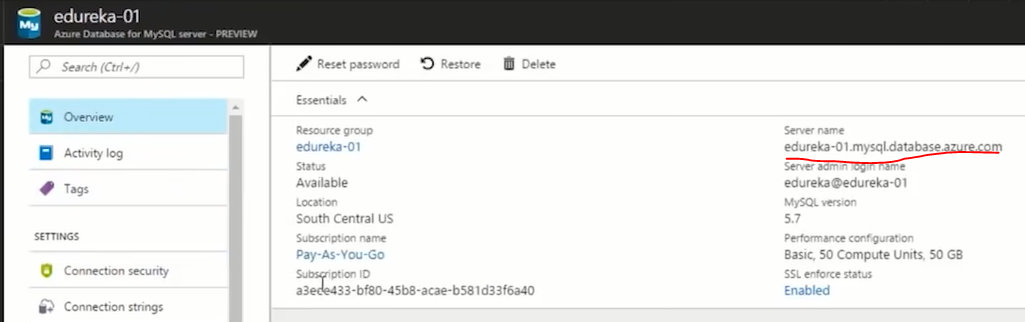 My
edureka-01
Azure Database for MySQL server - PREVIEW
Search (Ctrl+/)
Overview
Activity log
Tags
SETTINGS
Connection security
Connection strings
Reset password
Restore
Delete
Essentials
Resource group
edureka-01
Status
Available
Location
South Central US
Subscription name
Pay-As-You-Go
Subscription ID
a3ece433-bf80-45b8-acae-b581d33f6a40
Server name
edureka-01.mysql.database.azure.com
Server admin login name
edureka@edureka-01
MySQL version
5.7
Performance configuration
Basic, 50 Compute Units, 50 GB
SSL enforce status
Enabled